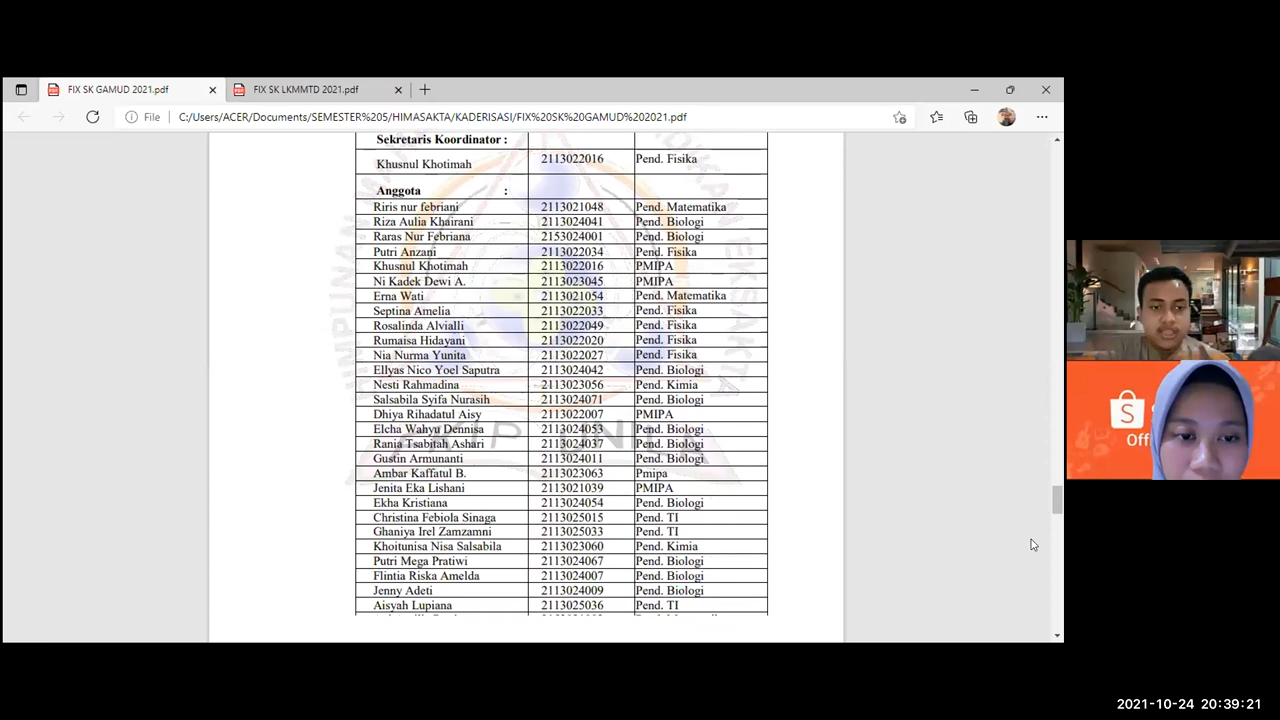 FIX SK GAMUD 2021.pdf
FIX SK LKMMTD 2021.pdf
File C:/Users/ACER/Documents/SEMESTER%205/HIMASAKTA/KADERISASI/FIX%20SK%20GAMUD%202021.pdf
Sekretaris Koordinator :
Khusnul Khotimah 2113022016 Pend. Fisika
Anggota :
Riris nur febriani 2113021048 Pend. Matematika
Riza Aulia Khairani 2113024041 Pend. Biologi
Raras Nur Febriana 2153024001 Pend. Biologi
Putri Anzani 2113022034 Pend. Fisika
Khusnul Khotimah 2113022016 PMIPA
Ni Kadek Dewi A. 2113023045 PMIPA
Erna Wati 2113021054 Pend. Matematika
Septina Amelia 2113022033 Pend. Fisika
Rosalinda Alvialli 2113022049 Pend. Fisika
Rumaisa Hidayani 2113022020 Pend. Fisika
Nia Nurma Yunita 2113022027 Pend. Fisika
Ellyas Nico Yoel Saputra 2113024042 Pend. Biologi
Nesti Rahmadina 2113023056 Pend. Kimia
Salsabila Syifa Nurasih 2113024071 Pend. Biologi
Dhiya Rihadatul Aisy 2113022007 PMIPA
Elcha Wahyu Dennisa 2113024053 Pend. Biologi
Rania Tsabitah Ashari 2113024037 Pend. Biologi
Gustin Armunanti 2113024011 Pend. Biologi
Ambar Kaffatul B. 2113023063 Pmipa
Jenita Eka Lishani 2113021039 PMIPA
Ekha Kristiana 2113024054 Pend. Biologi
Christina Febiola Sinaga 2113025015 Pend. TI
Ghaniya Irel Zamzamni 2113025033 Pend. TI
Khoitunisa Nisa Salsabila 2113023060 Pend. Kimia
Putri Mega Pratiwi 2113024067 Pend. Biologi
Flintia Riska Amelda 2113024007 Pend. Biologi
Jenny Adeti 2113024009 Pend. Biologi
Aisyah Lupiana 2113025036 Pend. TI
2021-10-24 20:39:21